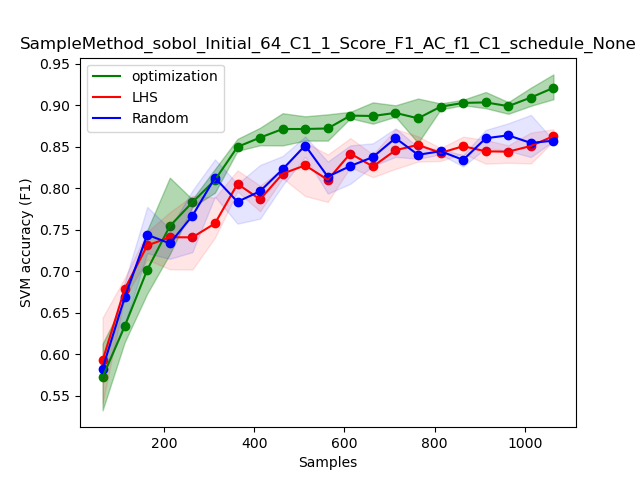 SampleMethod_sobol_Initial_64_C1_1_Score_F1_AC_f1_C1_schedule_None
optimization
LHS
Random
SVM accuracy (F1)
0.95
0.90
0.85
0.80
0.75
0.70
0.65
0.60
0.55
200 400 600 800 1000
Samples